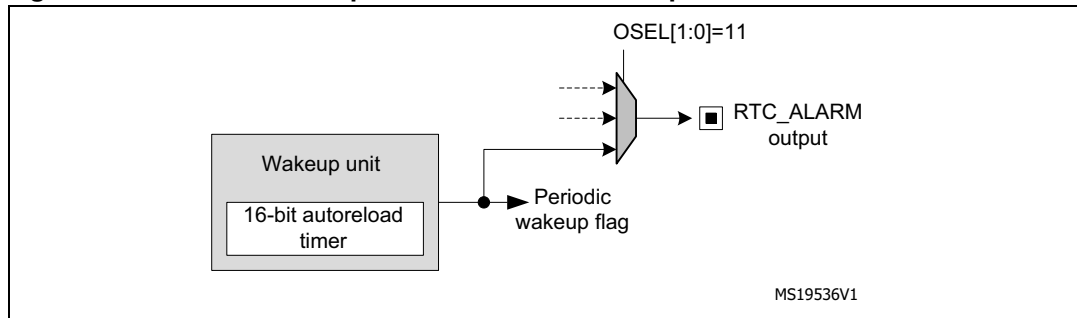 OSEL[1:0]=11
RTC_ALARM
output
Wakeup unit
16-bit autoreload
timer
Periodic
wakeup flag
MS19536V1